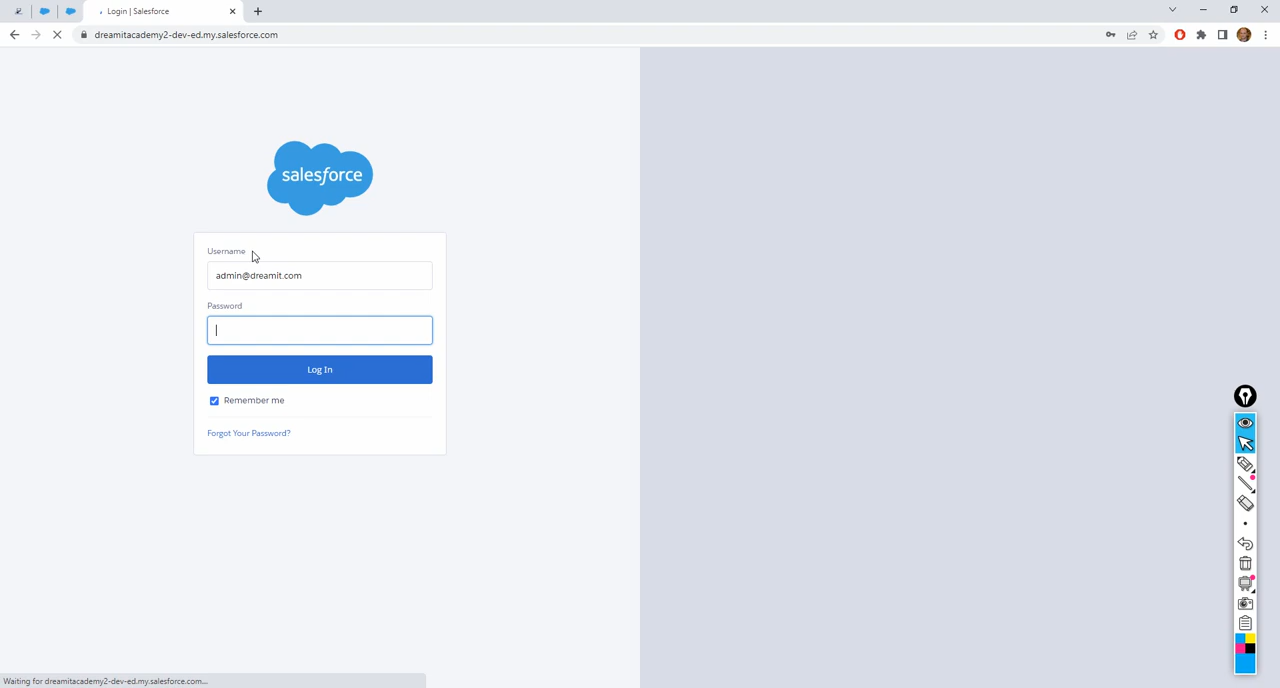 Login | Salesforce
dreamitacademy2-dev-ed.my.salesforce.com
salesforce
Username
admin@dreamit.com
Password
Log In
Remember me
Forgot Your Password?
Waiting for dreamitacademy2-dev-ed.my.salesforce.com...